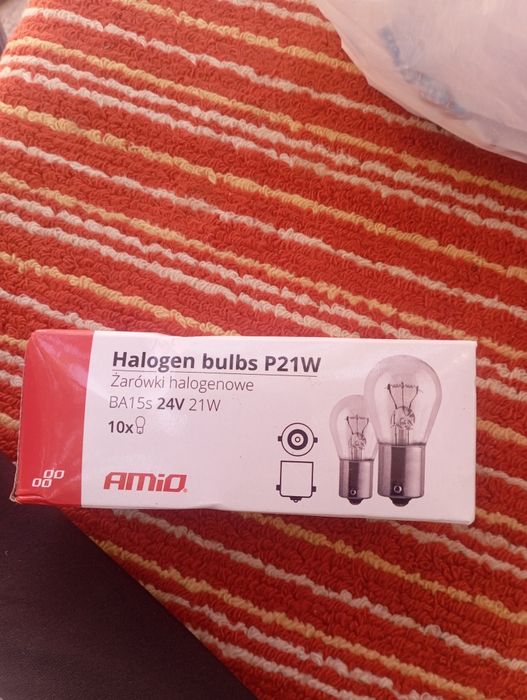 Halogen bulbs P21W
Żarówki halogenowe
BA15s 24V 21W
10x
AMiO